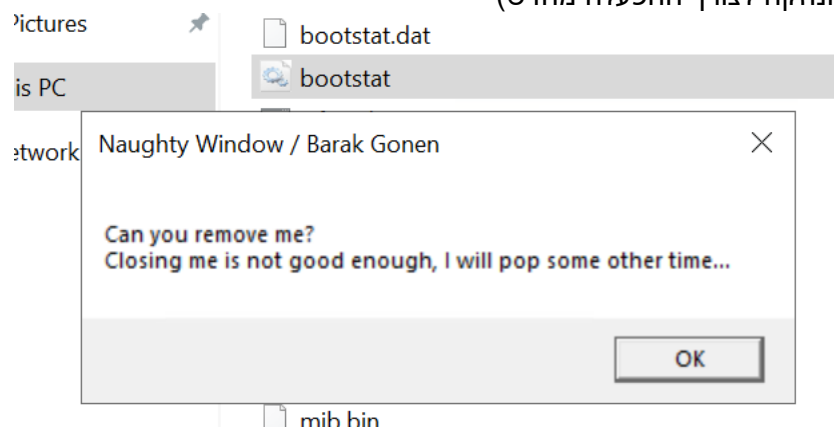 Pictures
bootstat.dat
bootstat
is PC
etwork
Naughty Window / Barak Gonen
Can you remove me?
Closing me is not good enough, I will pop some other time...
OK
mib.bin